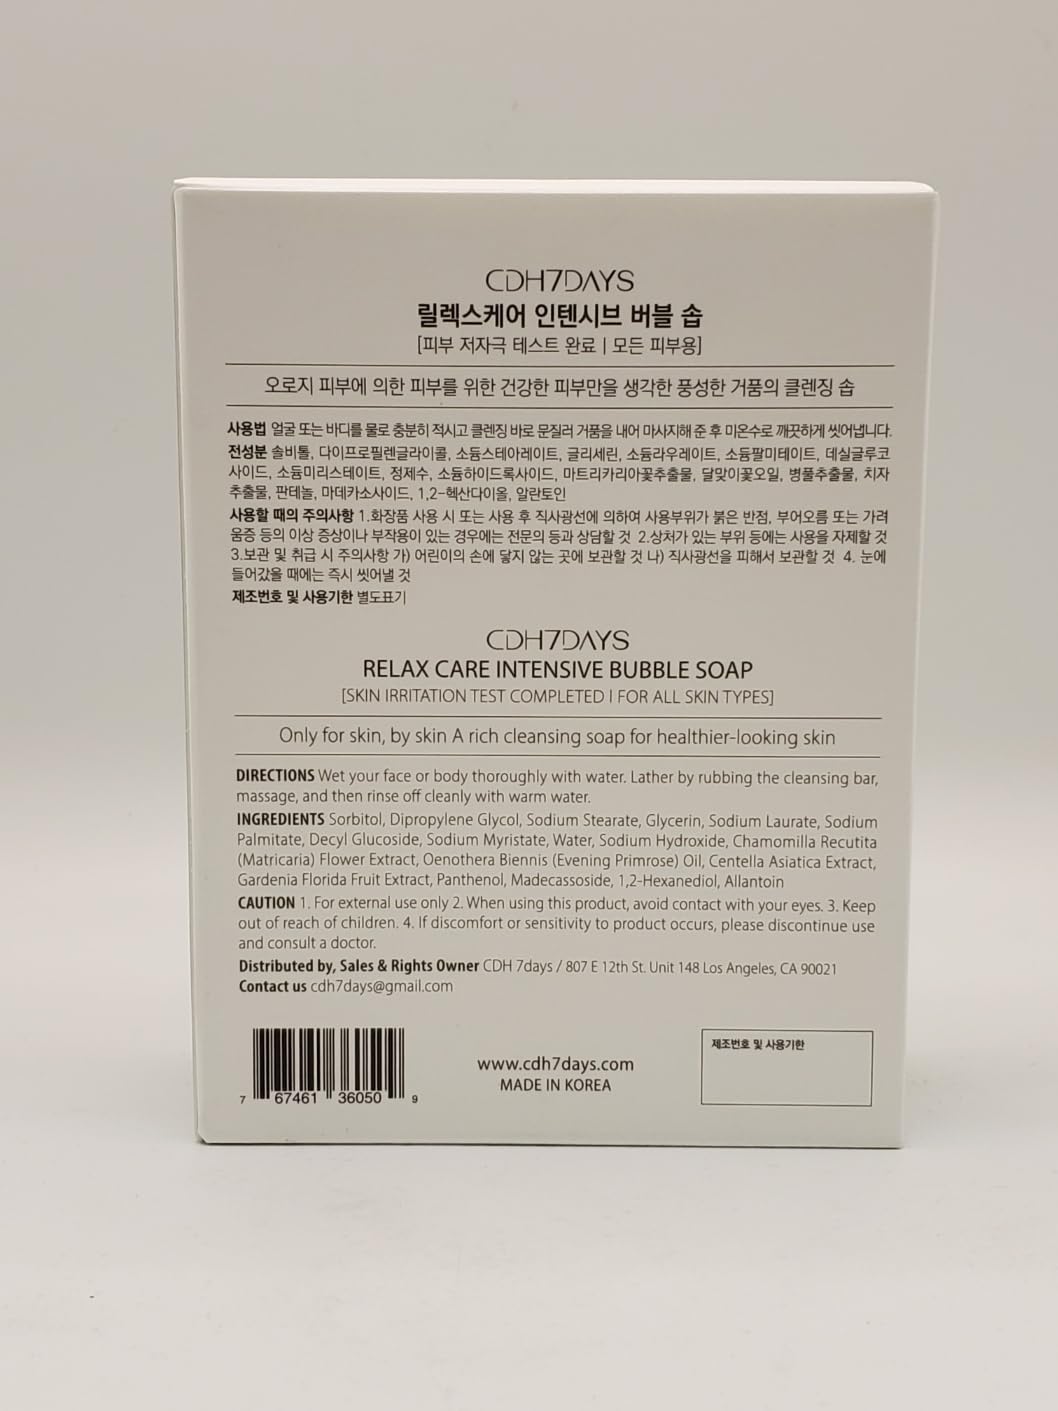 CDH7DAYS
릴렉스케어 인텐시브 버블 솝
[피부 저자극 테스트 완료 | 모든 피부용]
오로지 피부에 의한 피부를 위한 건강한 피부만을 생각한 풍성한 거품의 클렌징 솝
사용법 얼굴 또는 바디를 물로 충분히 적시고 클렌징 바로 문질러 거품을 내어 마사지해 준 후 미온수로 깨끗하게 씻어냅니다.
전성분 솔비톨, 다이프로필렌글라이콜, 소듐스테아레이트, 글리세린, 소듐라우레이트, 소듐팔미테이트, 데실글루코
사이드, 소듐미리스테이트, 정제수, 소듐하이드록사이드, 마트리카리아꽃추출물, 달맞이꽃오일, 병풀추출물, 치자
추출물, 판테놀, 마데카소사이드, 1,2-헥산다이올, 알란토인
사용할 때의 주의사항 1.화장품 사용 시 또는 사용 후 직사광선에 의하여 사용부위가 붉은 반점, 부어오름 또는 가려
움증 등의 이상 증상이나 부작용이 있는 경우에는 전문의 등과 상담할 것 2.상처가 있는 부위 등에는 사용을 자제할 것
3.보관 및 취급 시 주의사항 가) 어린이의 손에 닿지 않는 곳에 보관할 것 나) 직사광선을 피해서 보관할 것 4. 눈에
들어갔을 때에는 즉시 씻어낼 것
제조번호 및 사용기한 별도표기
CDH7DAYS
RELAX CARE INTENSIVE BUBBLE SOAP
[SKIN IRRITATION TEST COMPLETED I FOR ALL SKIN TYPES]
Only for skin, by skin A rich cleansing soap for healthier-looking skin
DIRECTIONS Wet your face or body thoroughly with water. Lather by rubbing the cleansing bar,
massage, and then rinse off cleanly with warm water.
INGREDIENTS Sorbitol, Dipropylene Glycol, Sodium Stearate, Glycerin, Sodium Laurate, Sodium
Palmitate, Decyl Glucoside, Sodium Myristate, Water, Sodium Hydroxide, Chamomilla Recutita
(Matricaria) Flower Extract, Oenothera Biennis (Evening Primrose) Oil, Centella Asiatica Extract,
Gardenia Florida Fruit Extract, Panthenol, Madecassoside, 1,2-Hexanediol, Allantoin
CAUTION 1. For external use only 2. When using this product, avoid contact with your eyes. 3. Keep
out of reach of children. 4. If discomfort or sensitivity to product occurs, please discontinue use
and consult a doctor.
Distributed by, Sales & Rights Owner CDH 7days / 807 E 12th St. Unit 148 Los Angeles, CA 90021
Contact us cdh7days@gmail.com
7 67461 36050 9
www.cdh7days.com
MADE IN KOREA
제조번호 및 사용기한